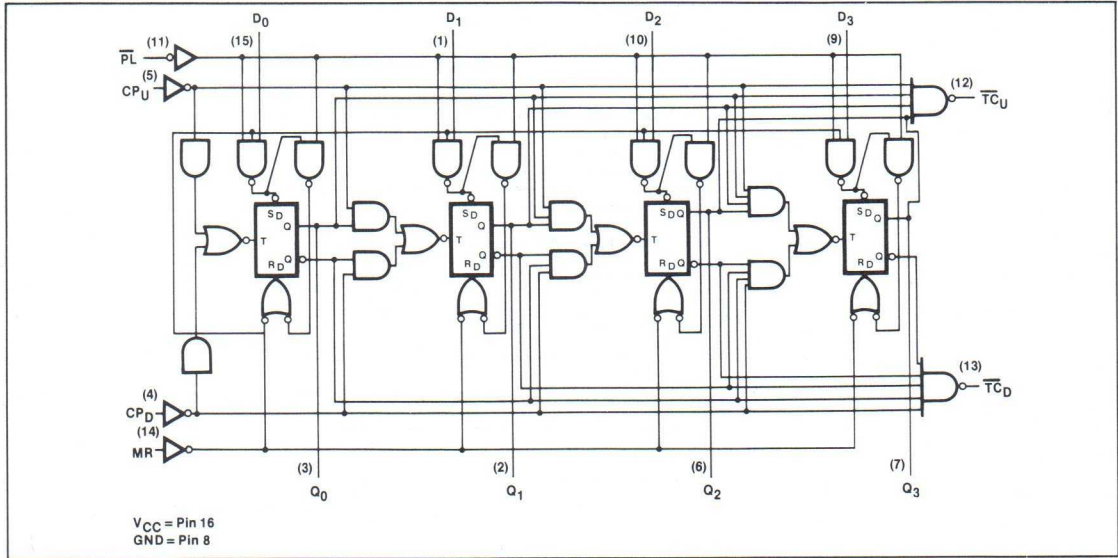 D0 D1 D2 D3
(11) (15) (1) (10) (9)
PL
(5)
CPU
(12)
TCU
SD Q SD Q SD Q SD Q
T T T T
RD Q RD Q RD Q RD Q
(4)
CPD
(13)
TCD
(14)
MR
(3) (2) (6) (7)
Q0 Q1 Q2 Q3
VCC = Pin 16
GND = Pin 8